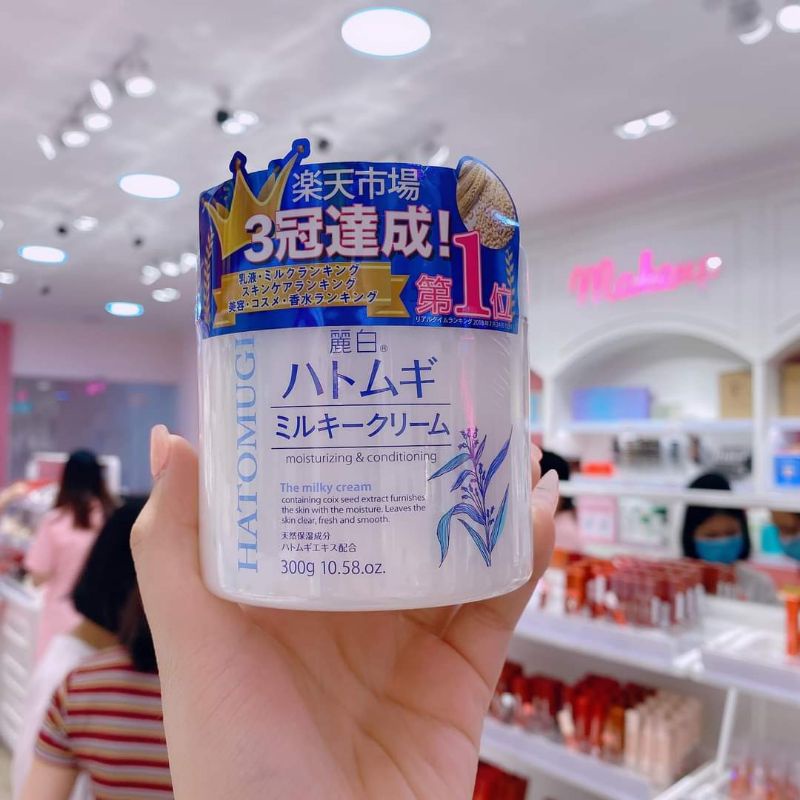 楽天市場
3冠達成!
乳液・ミルクランキング
スキンケアランキング
美容・コスメ・香水ランキング
第1位
麗白®
ハトムギ
ミルキークリーム
moisturizing & conditioning
HATOMUGI
The milky cream
containing coix seed extract furnishes
the skin with the moisture. Leaves the
skin clear, fresh and smooth.
天然保湿成分
ハトムギエキス配合
300g 10.58oz.
Makeup